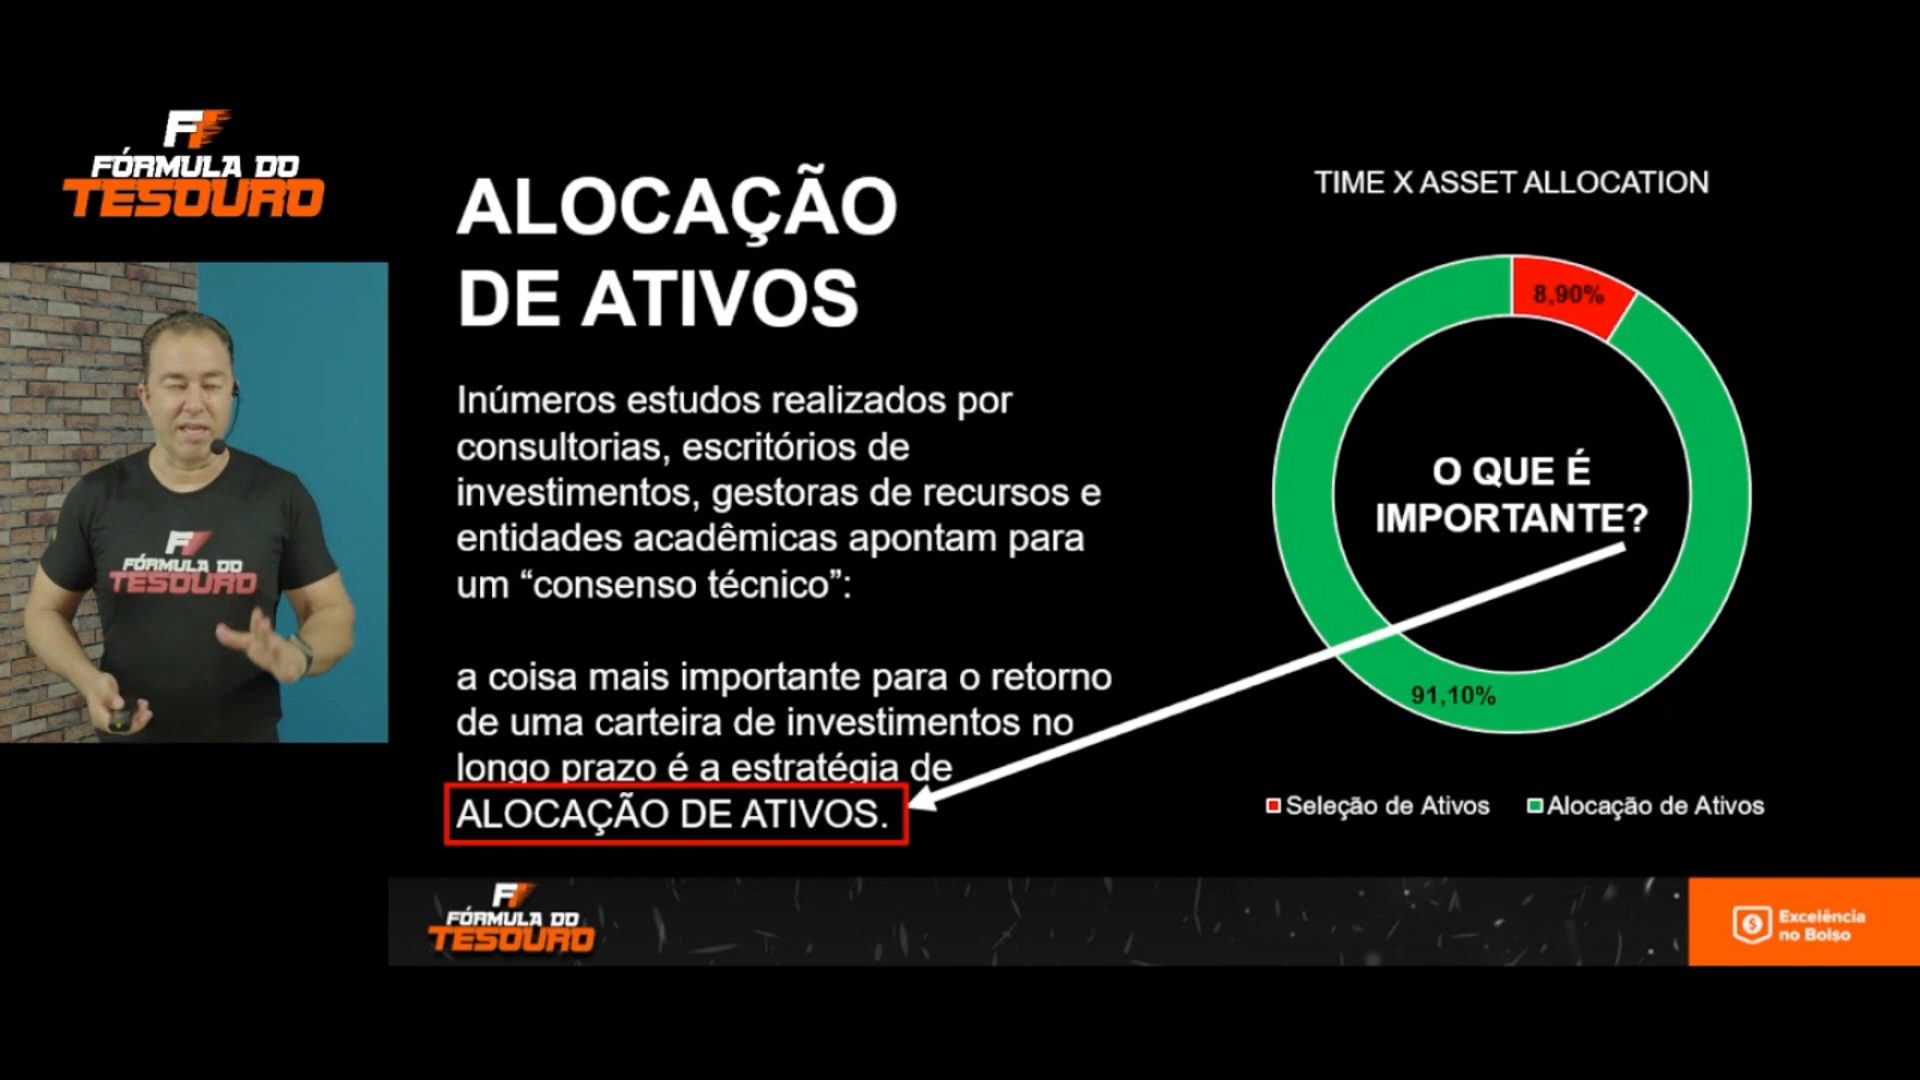 FÓRMULA DO
TESOURO
FÓRMULA DO
TESOURO
ALOCAÇÃO
DE ATIVOS
Inúmeros estudos realizados por
consultorias, escritórios de
investimentos, gestoras de recursos e
entidades acadêmicas apontam para
um “consenso técnico”:
a coisa mais importante para o retorno
de uma carteira de investimentos no
longo prazo é a estratégia de
ALOCAÇÃO DE ATIVOS.
TIME X ASSET ALLOCATION
8,90%
O QUE É
IMPORTANTE?
91,10%
Seleção de Ativos
Alocação de Ativos
FÓRMULA DO
TESOURO
Excelência
no Bolso